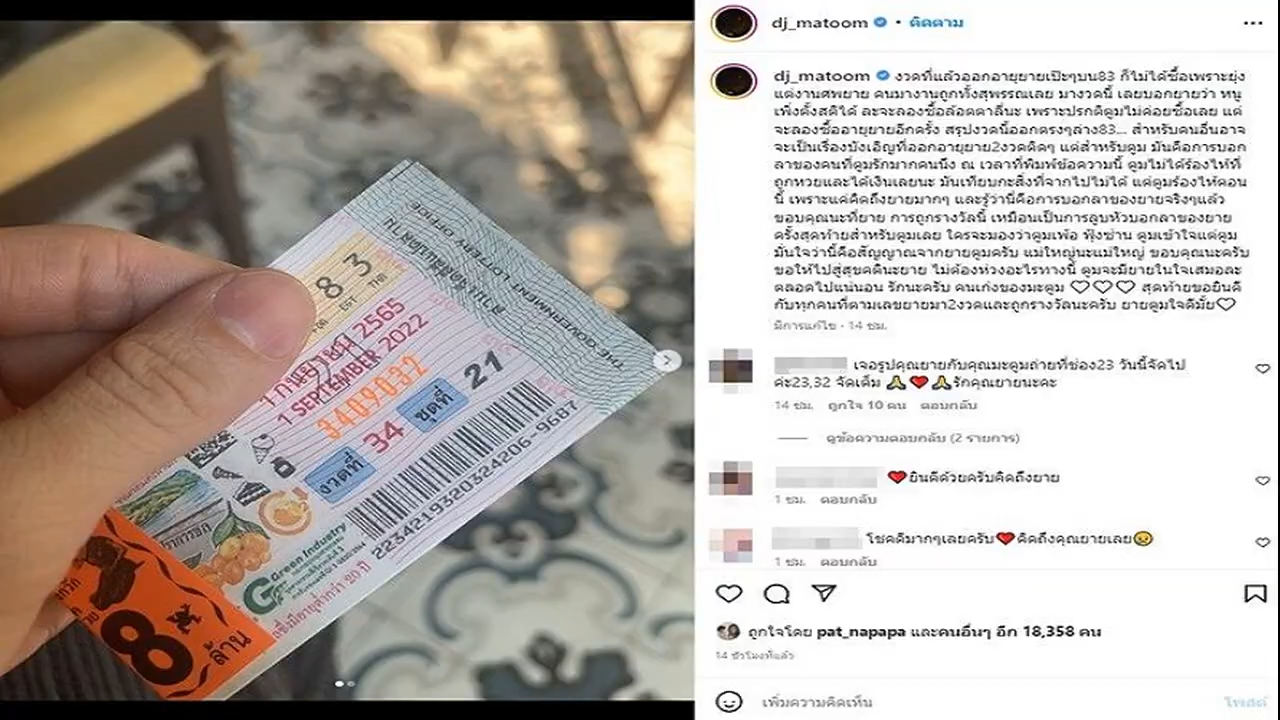 dj_matoom • ติดตาม
dj_matoom งวดที่แล้วออกอายุยายเป๊ะๆบน83 ก็ไม่ได้ซื้อเพราะยุ่ง
แต่งานศพยาย คนมางานถูกทั้งสุพรรณเลย มางวดนี้ เลยบอกยายว่า หนู
เพิ่งตั้งสติได้ ละจะลองซื้อล๊อตตาลี่นะ เพราะปรกติตูมไม่ค่อยซื้อเลย แต่
จะลองซื้ออายุยายอีกครั้ง สรุปงวดนี้ออกตรงๆล่าง83... สำหรับคนอื่นอาจ
จะเป็นเรื่องบังเอิญที่ออกอายุยาย2งวดติดๆ แต่สำหรับตูม มันคือการบอก
ลาของคนที่ตูมรักมากคนนึง ณ เวลาที่พิมพ์ข้อความนี้ ตูมไม่ได้ร้องไห้ที่
ถูกหวยและได้เงินเลยนะ มันเทียบกะสิ่งที่จากไปไม่ได้ แต่ตูมร้องไห้ตอน
นี้ เพราะแค่คิดถึงยายมากๆ และรู้ว่านี่คือการบอกลาของยายจริงๆแล้ว
ขอบคุณนะที่ยาย การถูกรางวัลนี้ เหมือนเป็นการลูบหัวบอกลาของยาย
ครั้งสุดท้ายสำหรับตูมเลย ใครจะมองว่าตูมเพ้อ ฟุ้งซ่าน ตูมเข้าใจแต่ตูม
มั่นใจว่านี้คือสัญญาณจากยายตูมครับ แม่ใหญ่นะแม่ใหญ่ ขอบคุณนะครับ
ขอให้ไปสู่สุขคตินะยาย ไม่ต้องห่วงอะไรทางนี้ ตูมจะมียายในใจเสมอละ
ตลอดไปแน่นอน รักนะครับ คนเก่งของมะตูม ♡♡♡ สุดท้ายขอยินดี
กับทุกคนที่ตามเลขยายมา2งวดและถูกรางวัลนะครับ ยายตูมใจดีมั้ย♡
มีการแก้ไข · 14 ชม.
เจอรูปคุณยายกับคุณมะตูมถ่ายที่ช่อง23 วันนี้จัดไป
ค่ะ23,32 จัดเต็ม 🙏❤️🙏รักคุณยายนะคะ
14 ชม. ถูกใจ 10 คน ตอบกลับ
ดูข้อความตอบกลับ (2 รายการ)
❤️ยินดีด้วยครับคิดถึงยาย
1 ชม. ตอบกลับ
โชคดีมากๆเลยครับ❤️คิดถึงคุณยายเลย😢
1 ชม. ตอบกลับ
ถูกใจโดย pat_napapa และคนอื่นๆ อีก 18,358 คน
14 ชั่วโมงที่แล้ว
เพิ่มความคิดเห็น
โพสต์
THE GOVERNMENT LOTTERY OFFICE
8 3
กันยายน 2565
1 SEPTEMBER 2022
3409032
งวดที่ 34 ชุดที่ 21
2234219320324206-9687
Green Industry
8
ล้าน